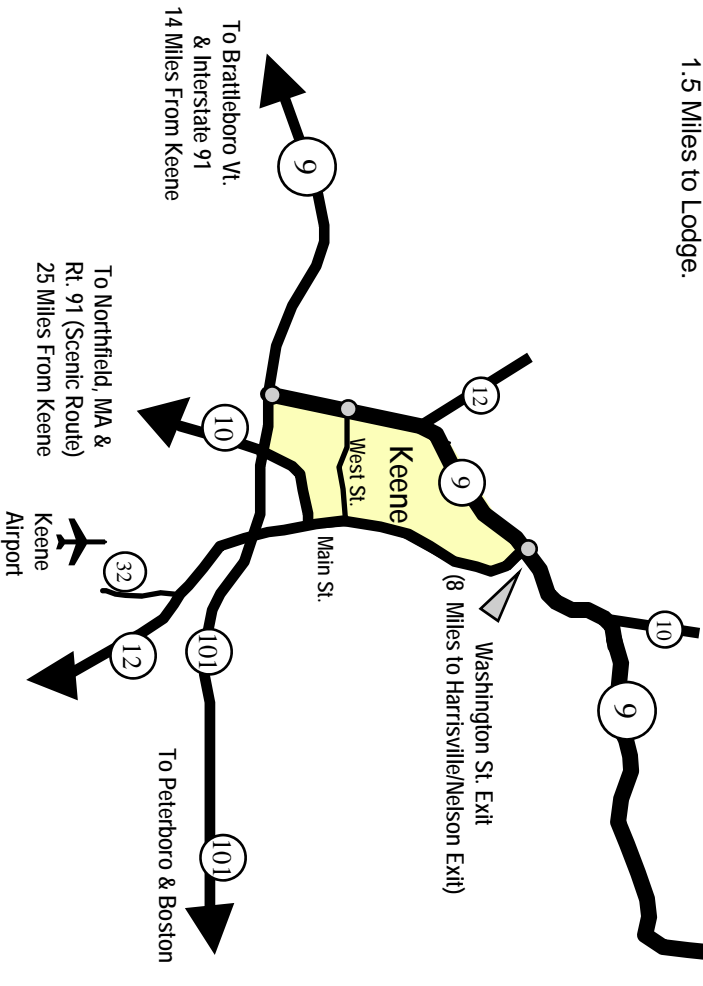 1.5 Miles to Lodge.
10
9
12
9
Washington St. Exit
(8 Miles to Harrisville/Nelson Exit)
Keene
West St.
Main St.
9
To Brattleboro Vt.
& Interstate 91
14 Miles From Keene
10
101
101
To Peterboro & Boston
To Northfield, MA &
Rt. 91 (Scenic Route)
25 Miles From Keene
32
12
Keene
Airport